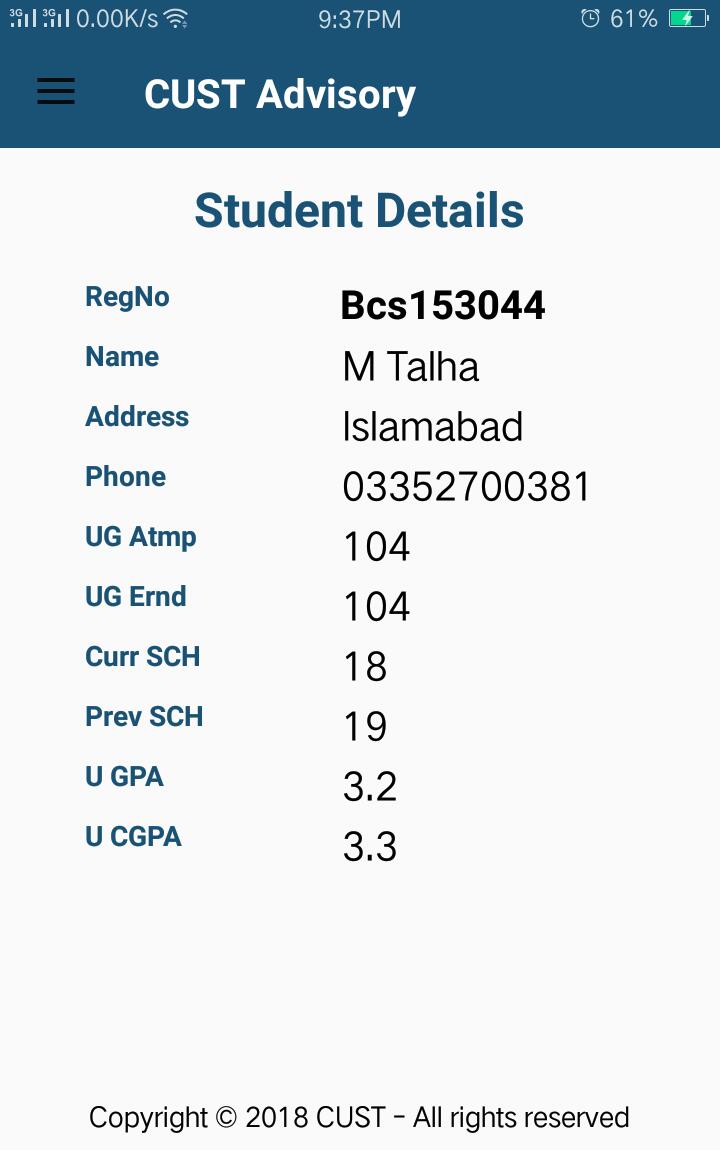 3G 3G 0.00K/s 9:37PM 61%
CUST Advisory
Student Details
RegNo Bcs153044
Name M Talha
Address Islamabad
Phone 03352700381
UG Atmp 104
UG Ernd 104
Curr SCH 18
Prev SCH 19
U GPA 3.2
U CGPA 3.3
Copyright © 2018 CUST - All rights reserved